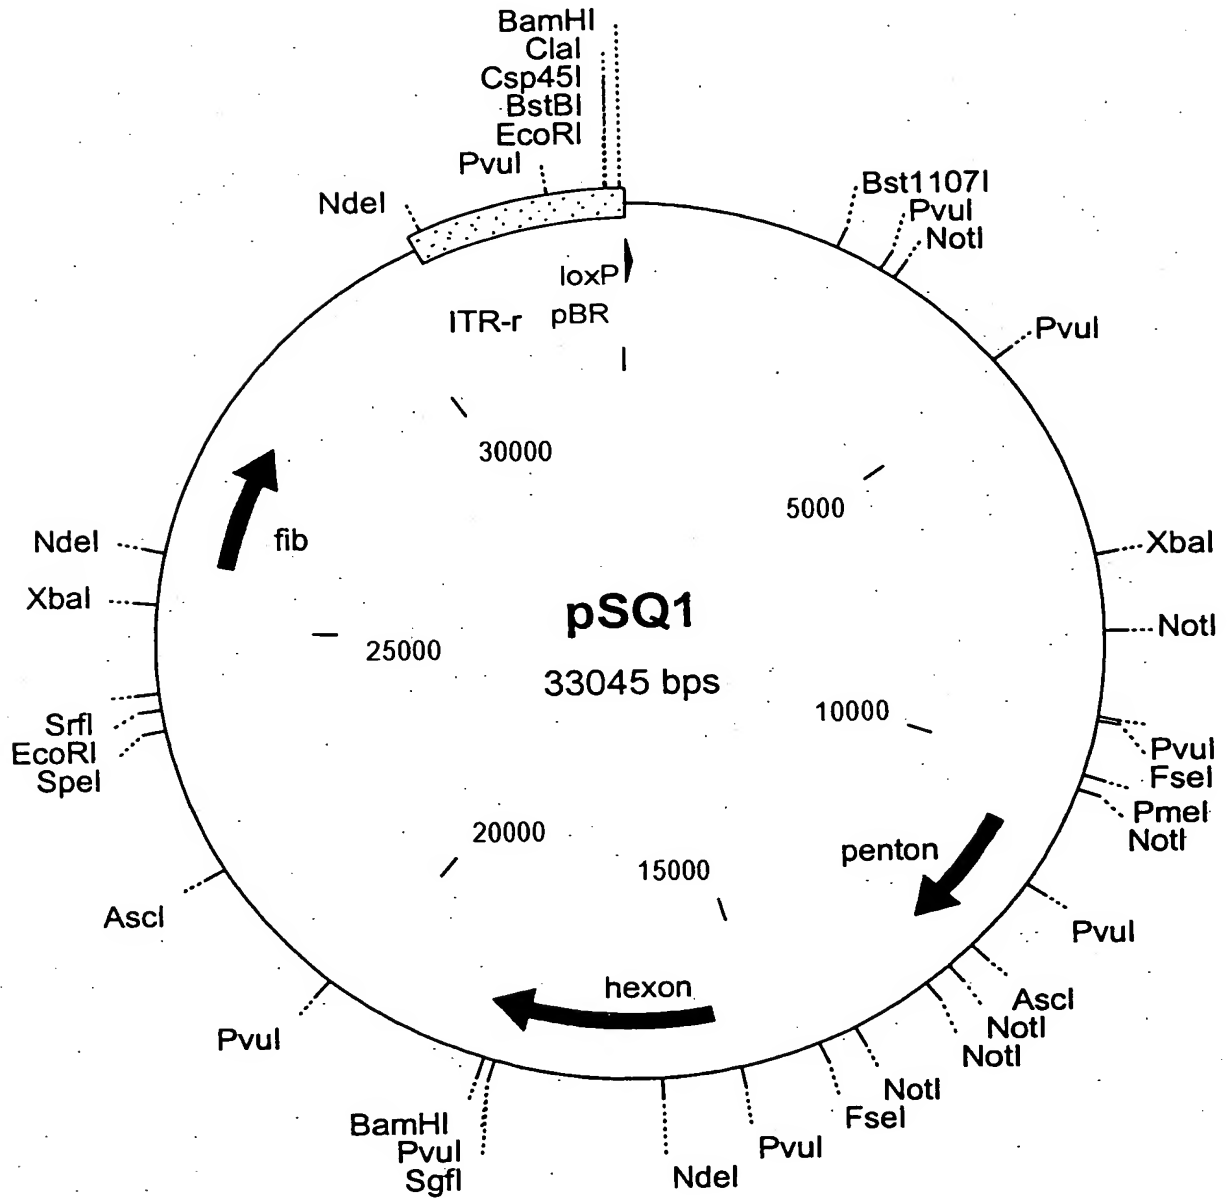 BamHI
ClaI
Csp45I
BstBI
EcoRI
PvuI
NdeI
Bst1107I
PvuI
NotI
PvuI
loxP
ITR-r
pBR
30000
5000
fib
NdeI
XbaI
XbaI
NotI
25000
pSQ1
33045 bps
10000
SrfI
EcoRI
SpeI
PvuI
FseI
PmeI
NotI
20000
15000
penton
AscI
PvuI
hexon
AscI
NotI
NotI
PvuI
NotI
FseI
BamHI
PvuI
SgfI
PvuI
NdeI